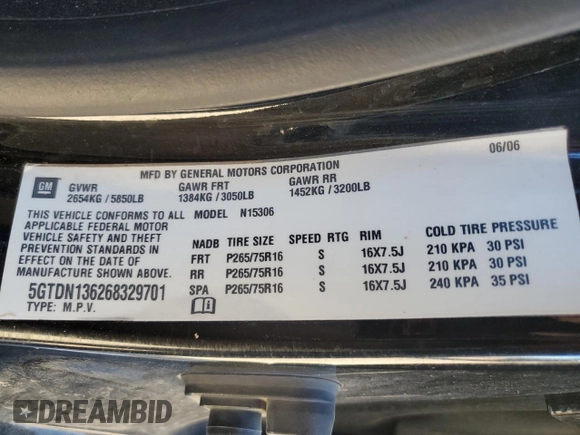 MFD BY GENERAL MOTORS CORPORATION 06/06
GM GVWR GAWR FRT GAWR RR
2654KG / 5850LB 1384KG / 3050LB 1452KG / 3200LB
THIS VEHICLE CONFORMS TO ALL MODEL N15306
APPLICABLE FEDERAL MOTOR
VEHICLE SAFETY AND THEFT
PREVENTION STANDARDS IN
EFFECT ON THE DATE OF
MANUFACTURE SHOWN ABOVE.
5GTDN136268329701
TYPE: M.P.V.
NADB TIRE SIZE SPEED RTG RIM COLD TIRE PRESSURE
FRT P265/75R16 S 16X7.5J 210 KPA 30 PSI
RR P265/75R16 S 16X7.5J 210 KPA 30 PSI
SPA P265/75R16 S 16X7.5J 240 KPA 35 PSI
DREAMBID